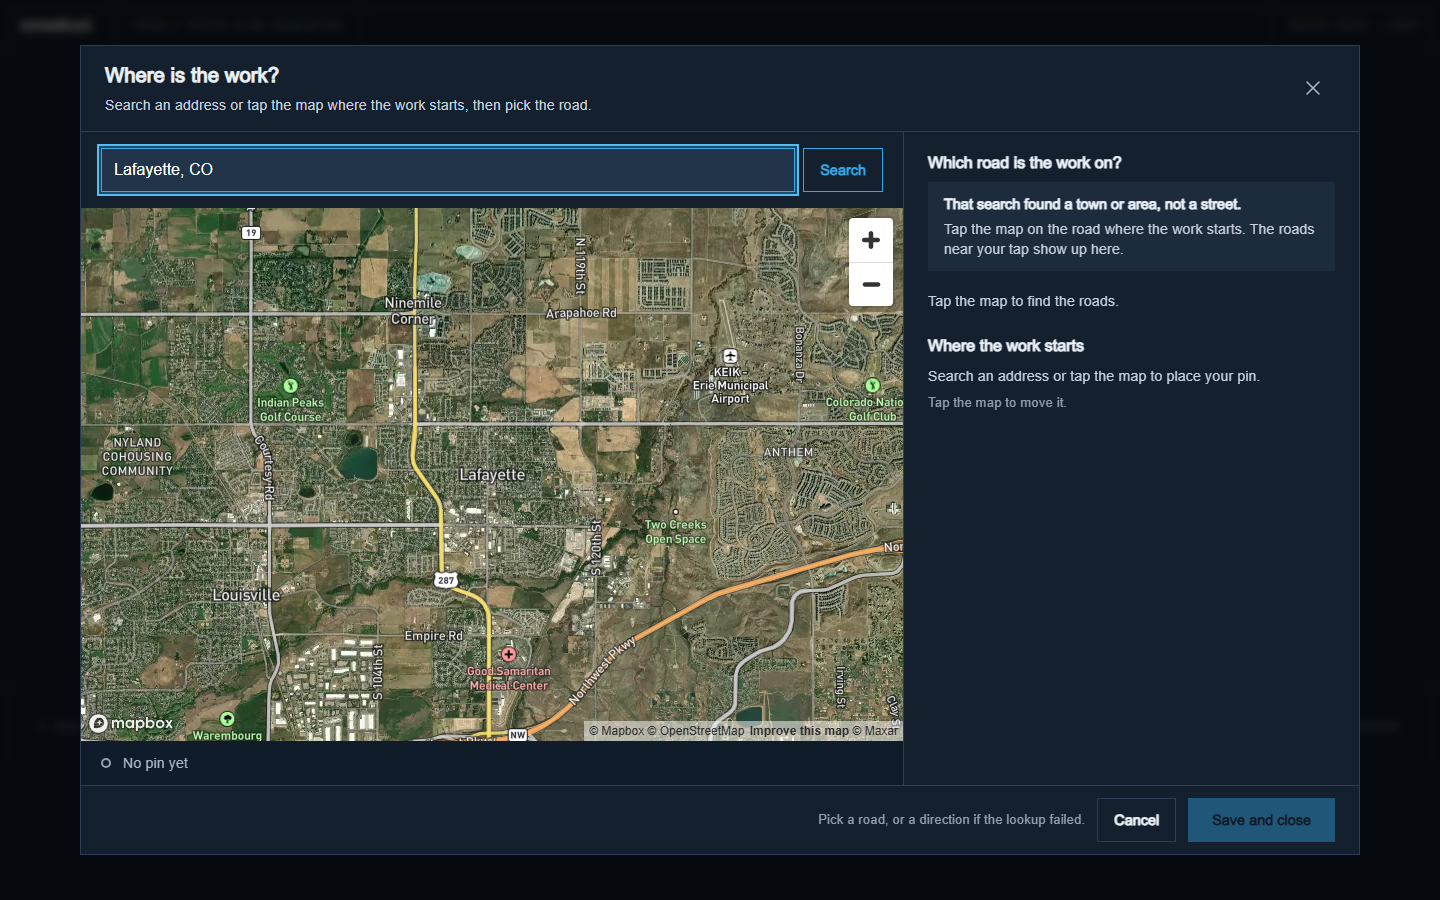 Where is the work?
Search an address or tap the map where the work starts, then pick the road.
Lafayette, CO
Search
19
N 119th St
Ninemile
Corner
Arapahoe Rd
Bonanza Dr
KEIK -
Erie Municipal
Airport
Indian Peaks
Golf Course
Colorado Natio
Golf Club
NYLAND
COHOUSING
COMMUNITY
Courtesy Rd
Lafayette
ANTHEM
Two Creeks
Open Space
S 120th St
Nor
287
Louisville
Empire Rd
S 104th St
Good Samaritan
Medical Center
Northwest Pkwy
Irving St
Clay S
mapbox
Warembourg
NW
© Mapbox © OpenStreetMap Improve this map © Maxar
No pin yet
Which road is the work on?
That search found a town or area, not a street.
Tap the map on the road where the work starts. The roads
near your tap show up here.
Tap the map to find the roads.
Where the work starts
Search an address or tap the map to place your pin.
Tap the map to move it.
Pick a road, or a direction if the lookup failed.
Cancel
Save and close